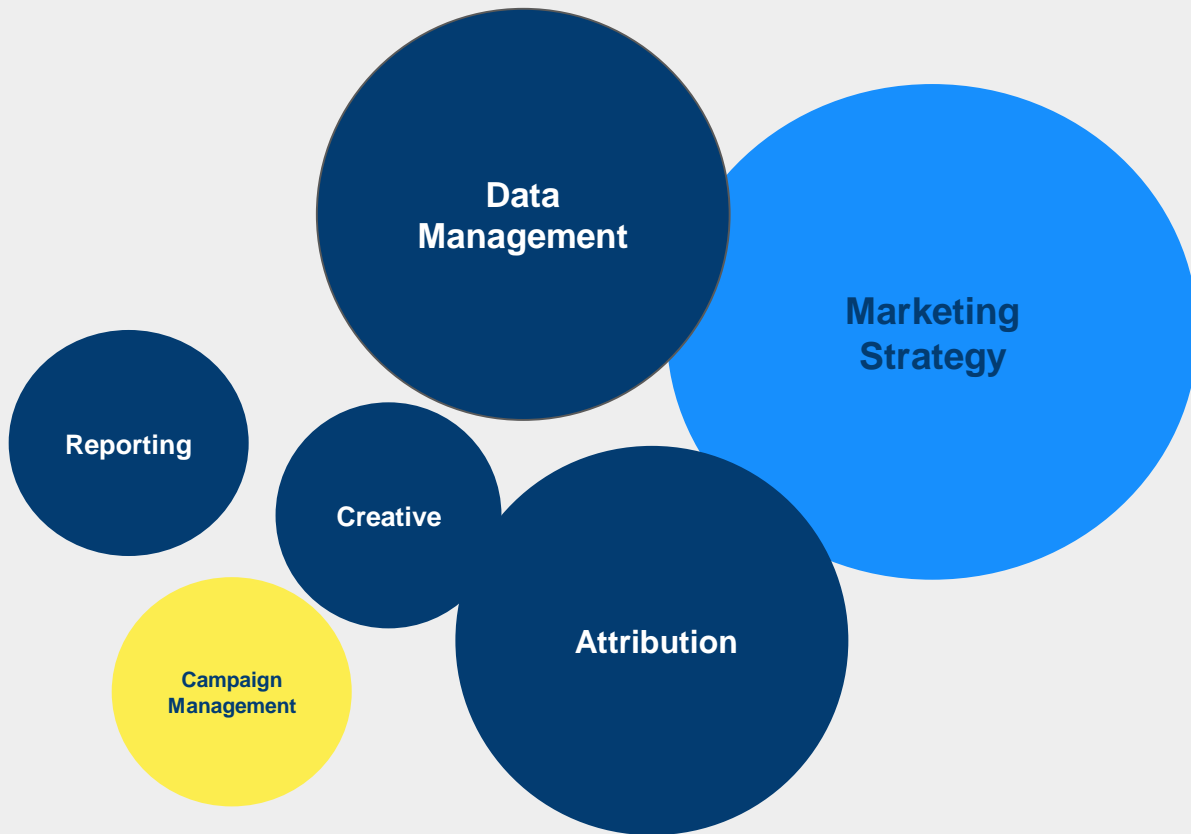 Data
Management
Marketing
Strategy
Reporting
Creative
Attribution
Campaign
Management